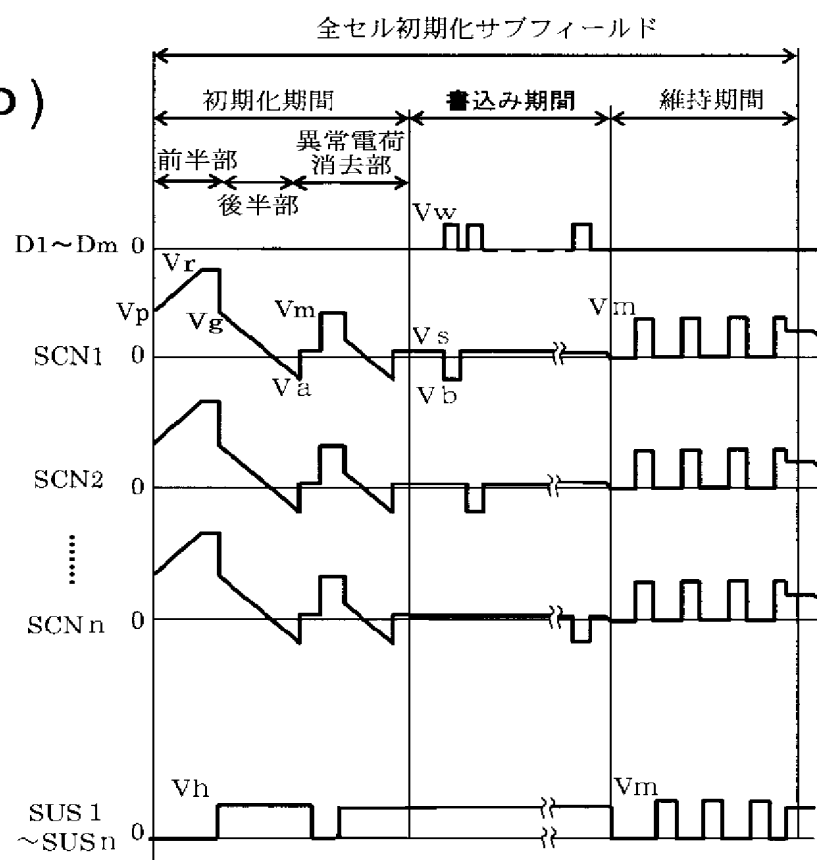 全セル初期化サブフィールド
b)
初期化期間
書込み期間
維持期間
前半部
後半部
異常電荷
消去部
Vw
D1~Dm 0
Vr
Vp
Vg
Vm
Vs
Vm
SCN1 0
Va
Vb
SCN2 0
SCNn 0
Vh
Vm
SUS1
~SUSn 0